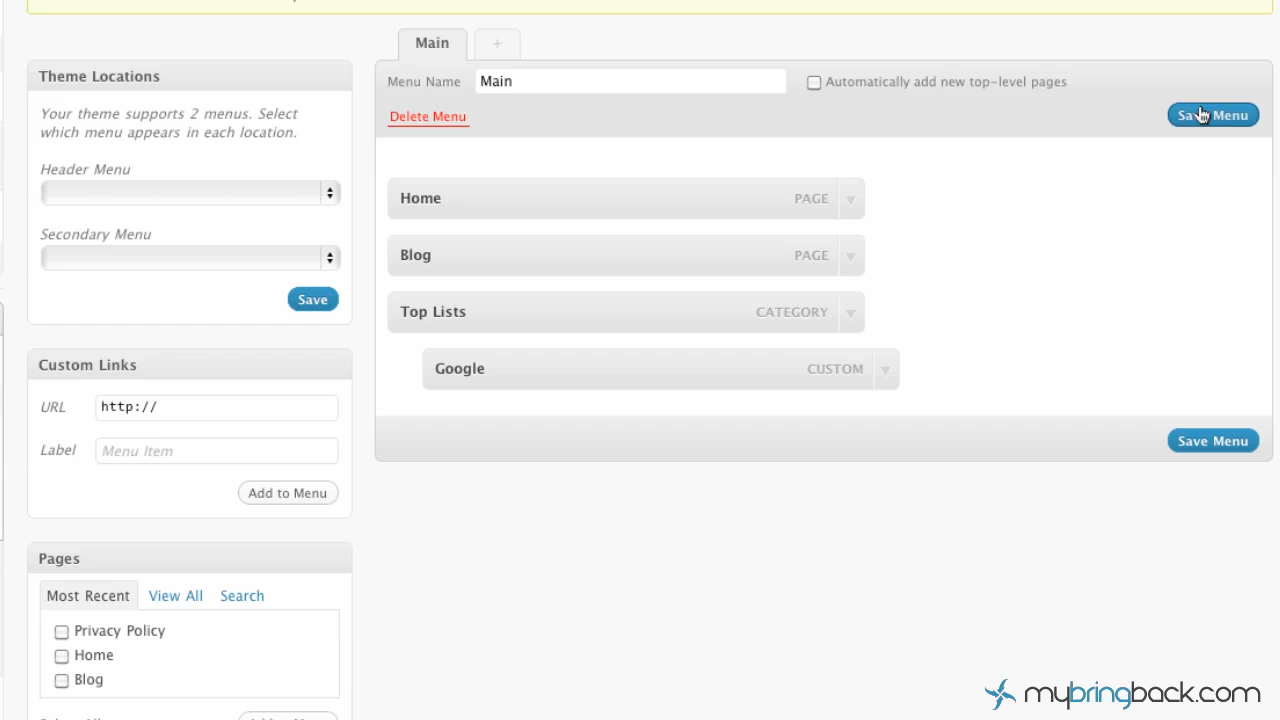 Main
+
Theme Locations
Your theme supports 2 menus. Select
which menu appears in each location.
Header Menu
Secondary Menu
Save
Menu Name Main Automatically add new top-level pages
Delete Menu
Save Menu
Home PAGE
Blog PAGE
Top Lists CATEGORY
Google CUSTOM
Save Menu
Custom Links
URL http://
Label Menu Item
Add to Menu
Pages
Most Recent View All Search
Privacy Policy
Home
Blog
mybringback.com